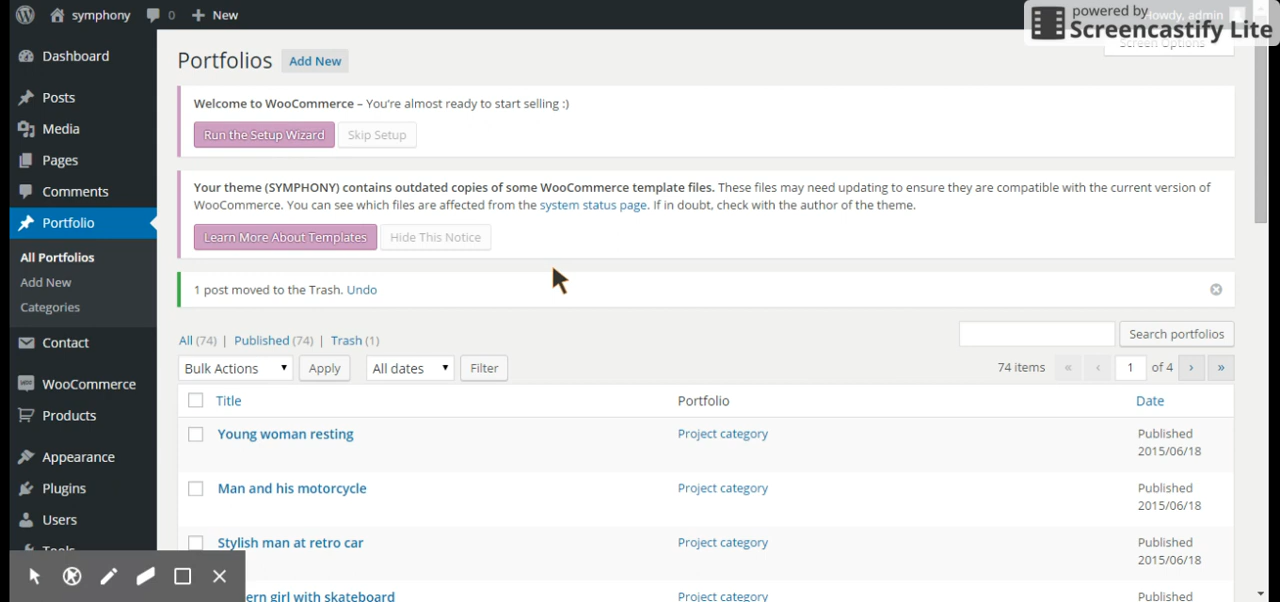 symphony 0 New
powered by
Howdy, admin
Screencastify Lite
Screen Options
Dashboard
Posts
Media
Pages
Comments
Portfolio
All Portfolios
Add New
Categories
Contact
WooCommerce
Products
Appearance
Plugins
Users
Tools
Portfolios Add New
Welcome to WooCommerce – You're almost ready to start selling :)
Run the Setup Wizard Skip Setup
Your theme (SYMPHONY) contains outdated copies of some WooCommerce template files. These files may need updating to ensure they are compatible with the current version of
WooCommerce. You can see which files are affected from the system status page. If in doubt, check with the author of the theme.
Learn More About Templates Hide This Notice
1 post moved to the Trash. Undo
All (74) | Published (74) | Trash (1)
Search portfolios
Bulk Actions Apply All dates Filter
74 items « ‹ 1 of 4 › »
Title Portfolio Date
Young woman resting Project category Published
2015/06/18
Man and his motorcycle Project category Published
2015/06/18
Stylish man at retro car Project category Published
2015/06/18
ern girl with skateboard Project category Published